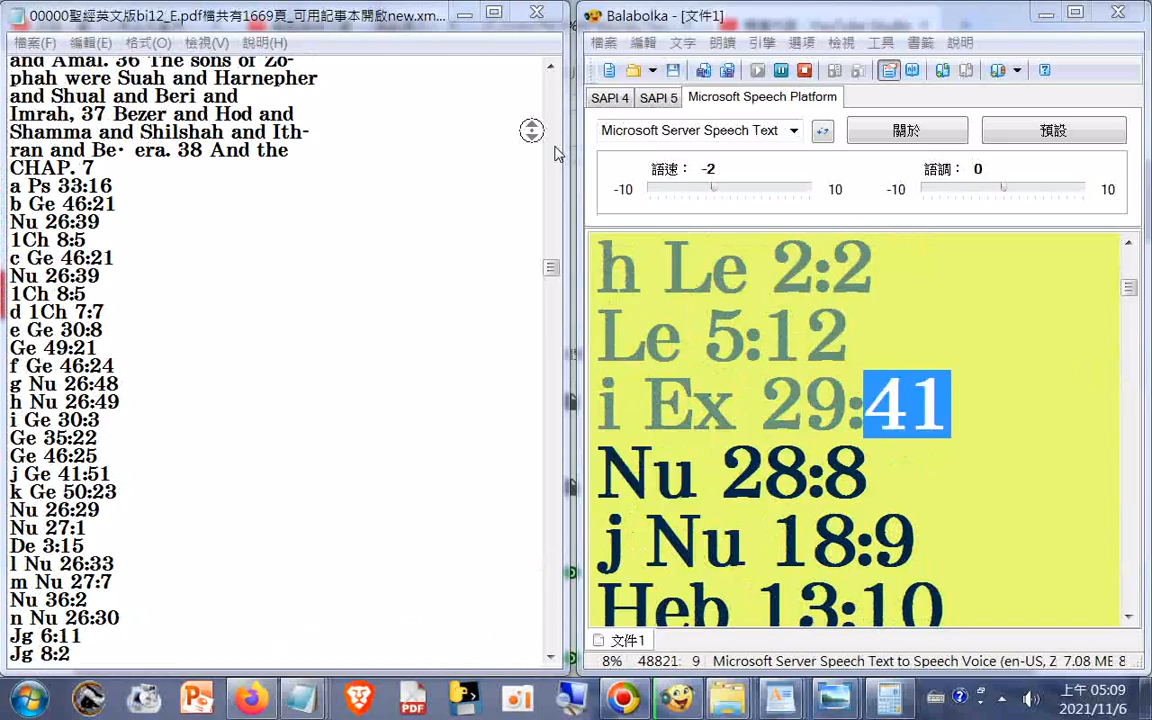 00000聖經英文版bi12_E.pdf檔共有1669頁_可用記事本開啟new.xm...
檔案(F) 編輯(E) 格式(O) 檢視(V) 說明(H)
and Amal. 36 The sons of Zo-
phah were Suah and Harnepher
and Shual and Beri and
Imrah, 37 Bezer and Hod and
Shamma and Shilshah and Ith-
ran and Be· era. 38 And the
CHAP. 7
a Ps 33:16
b Ge 46:21
Nu 26:39
1Ch 8:5
c Ge 46:21
Nu 26:39
1Ch 8:5
d 1Ch 7:7
e Ge 30:8
Ge 49:21
f Ge 46:24
g Nu 26:48
h Nu 26:49
i Ge 30:3
Ge 35:22
Ge 46:25
j Ge 41:51
k Ge 50:23
Nu 26:29
Nu 27:1
De 3:15
l Nu 26:33
m Nu 27:7
Nu 36:2
n Nu 26:30
Jg 6:11
Jg 8:2
Balabolka - [文件1]
檔案 編輯 文字 朗讀 引擎 選項 檢視 工具 書籤 說明
SAPI 4 SAPI 5 Microsoft Speech Platform
Microsoft Server Speech Text 關於 預設
語速： -2 語調： 0
-10 10 -10 10
h Le 2:2
Le 5:12
i Ex 29:41
Nu 28:8
j Nu 18:9
Heb 13:10
文件1
8% 48821: 9 Microsoft Server Speech Text to Speech Voice (en-US, Z 7.08 MB 8
PDF
上午 05:09
2021/11/6